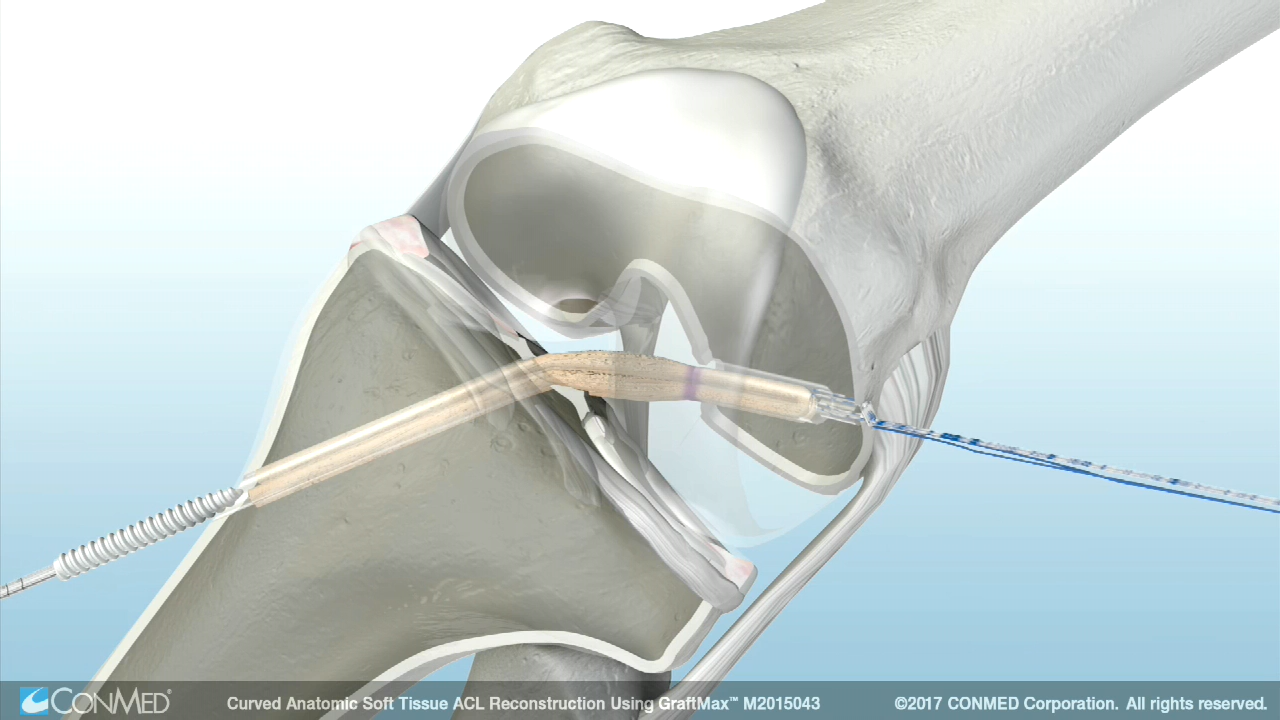 CONMED® Curved Anatomic Soft Tissue ACL Reconstruction Using GraftMax™ M2015043 ©2017 CONMED Corporation. All rights reserved.